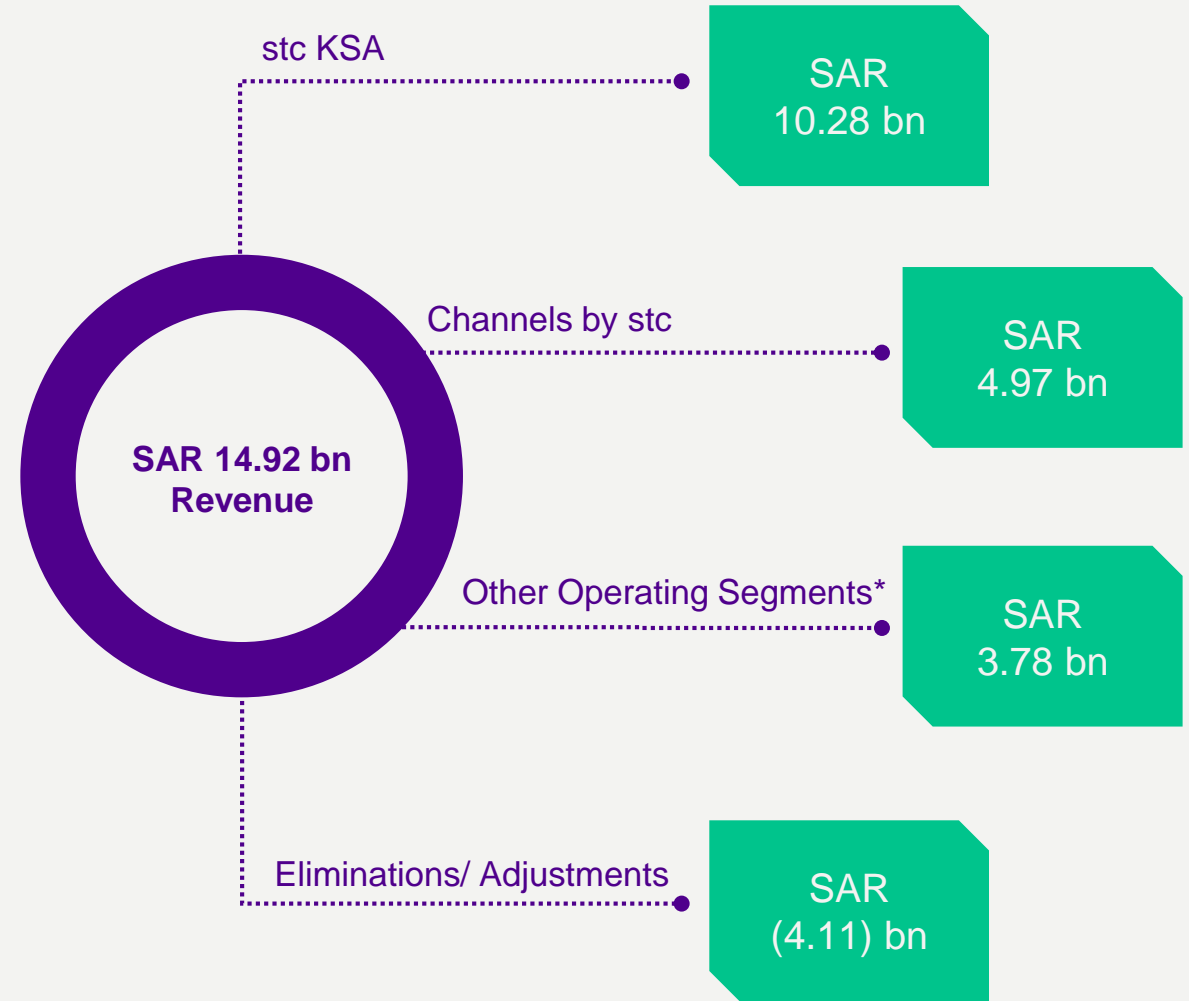 stc KSA
SAR
10.28 bn
Channels by stc
SAR
4.97 bn
SAR 14.92 bn
Revenue
Other Operating Segments*
SAR
3.78 bn
Eliminations/ Adjustments
SAR
(4.11) bn